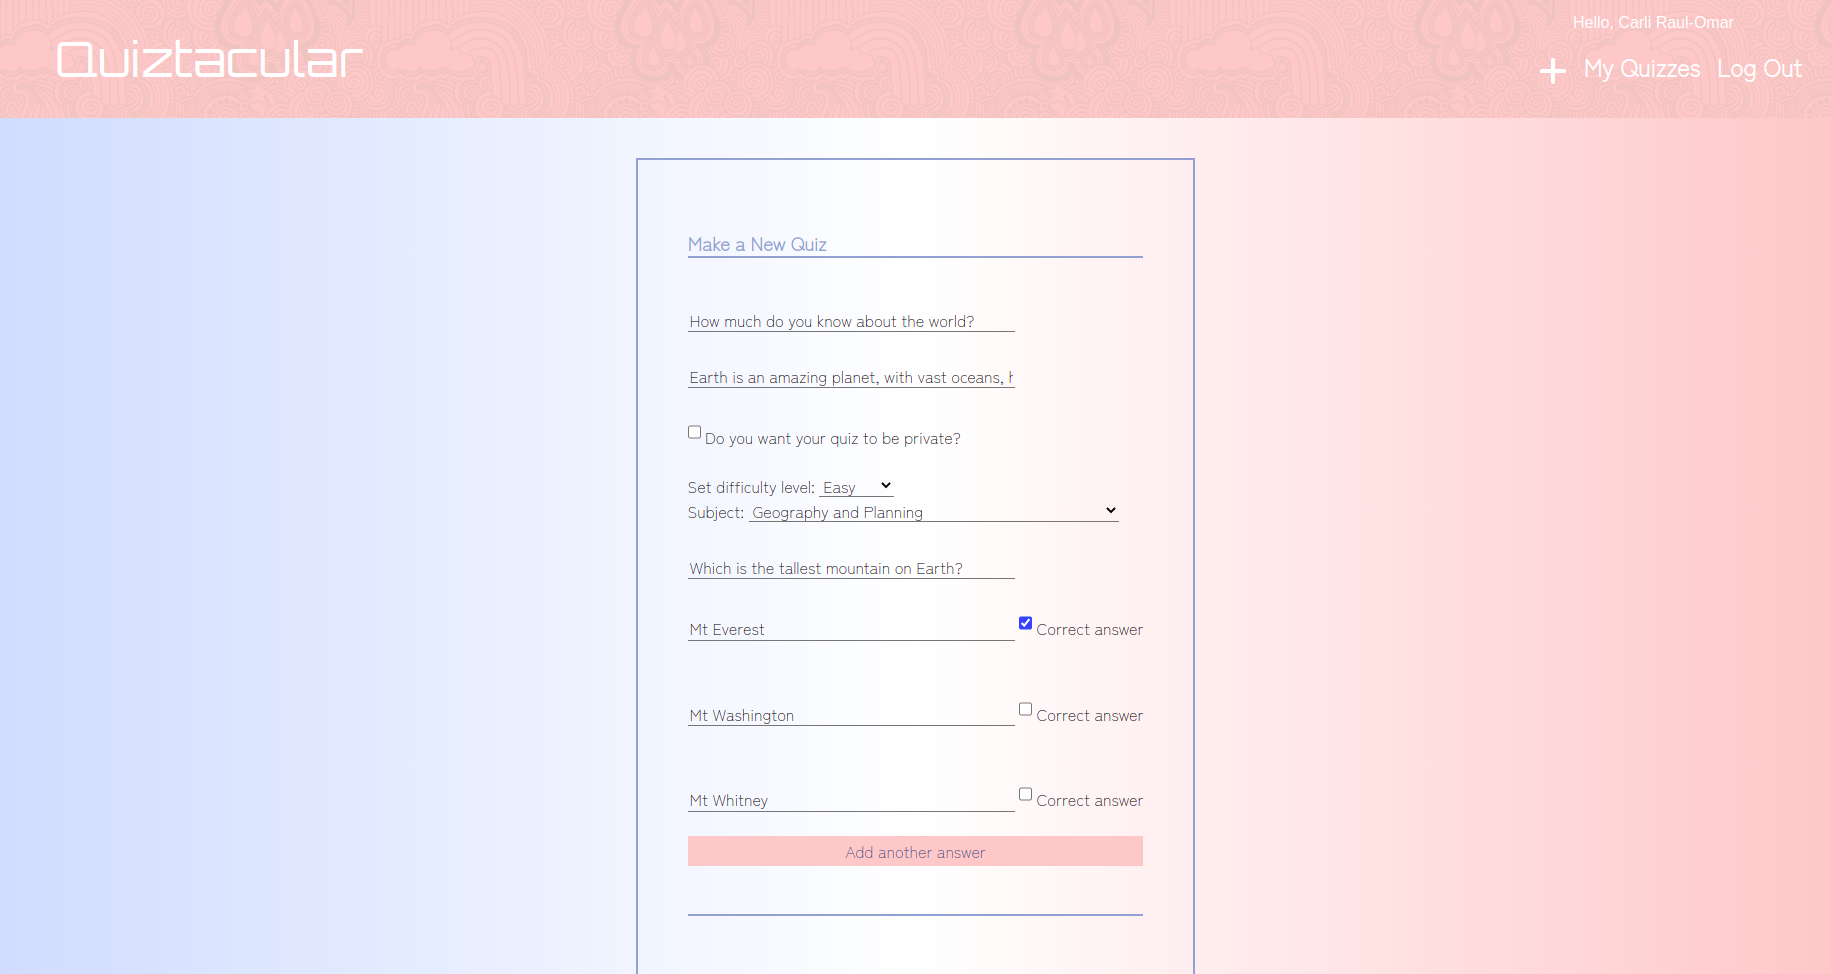 Hello, Carli Raul-Omar
Quiztacular
My Quizzes Log Out
Make a New Quiz
How much do you know about the world?
Earth is an amazing planet, with vast oceans,
Do you want your quiz to be private?
Set difficulty level: Easy
Subject: Geography and Planning
Which is the tallest mountain on Earth?
Mt Everest Correct answer
Mt Washington Correct answer
Mt Whitney Correct answer
Add another answer